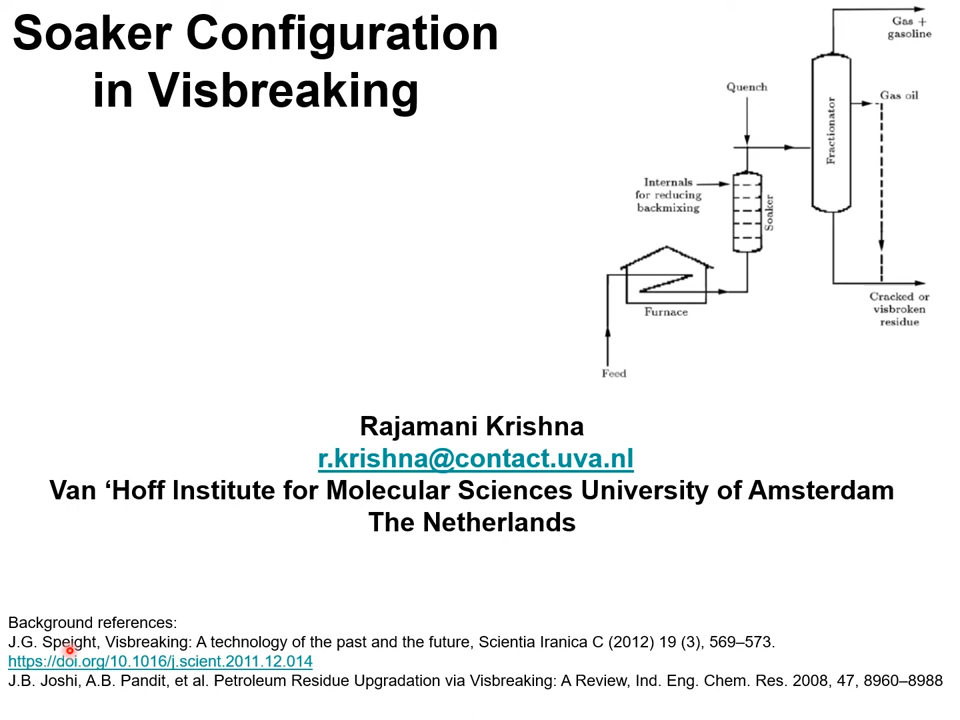 Soaker Configuration
in Visbreaking
Gas +
gasoline
Quench
Gas oil
Fractionator
Internals
for reducing
backmixing
Soaker
Furnace
Cracked or
visbroken
residue
Feed
Rajamani Krishna
r.krishna@contact.uva.nl
Van ‘Hoff Institute for Molecular Sciences University of Amsterdam
The Netherlands
Background references:
J.G. Speight, Visbreaking: A technology of the past and the future, Scientia Iranica C (2012) 19 (3), 569–573.
https://doi.org/10.1016/j.scient.2011.12.014
J.B. Joshi, A.B. Pandit, et al. Petroleum Residue Upgradation via Visbreaking: A Review, Ind. Eng. Chem. Res. 2008, 47, 8960–8988